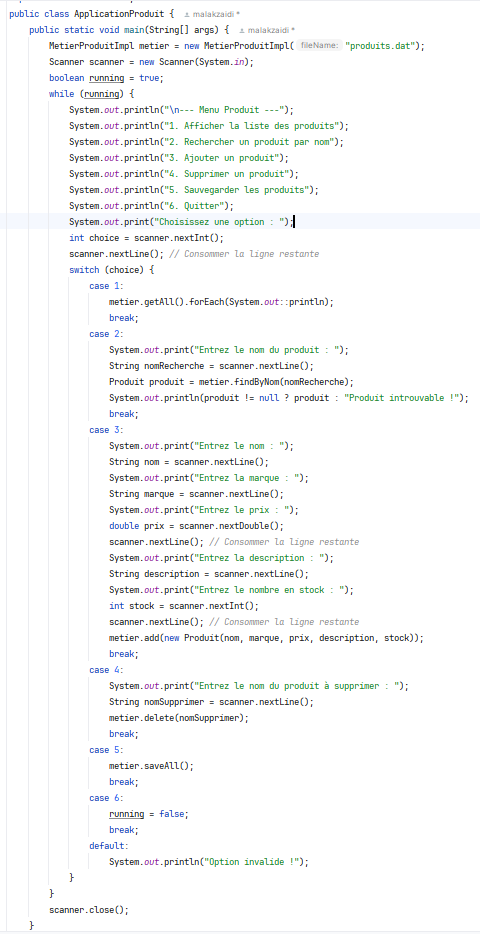 public class ApplicationProduit { malakzaidi *
public static void main(String[] args) { malakzaidi *
MetierProduitImpl metier = new MetierProduitImpl( fileName: "produits.dat");
Scanner scanner = new Scanner(System.in);
boolean running = true;
while (running) {
System.out.println("\n--- Menu Produit ---");
System.out.println("1. Afficher la liste des produits");
System.out.println("2. Rechercher un produit par nom");
System.out.println("3. Ajouter un produit");
System.out.println("4. Supprimer un produit");
System.out.println("5. Sauvegarder les produits");
System.out.println("6. Quitter");
System.out.print("Choisissez une option : ");
int choice = scanner.nextInt();
scanner.nextLine(); // Consommer la ligne restante
switch (choice) {
case 1:
metier.getAll().forEach(System.out::println);
break;
case 2:
System.out.print("Entrez le nom du produit : ");
String nomRecherche = scanner.nextLine();
Produit produit = metier.findByNom(nomRecherche);
System.out.println(produit != null ? produit : "Produit introuvable !");
break;
case 3:
System.out.print("Entrez le nom : ");
String nom = scanner.nextLine();
System.out.print("Entrez la marque : ");
String marque = scanner.nextLine();
System.out.print("Entrez le prix : ");
double prix = scanner.nextDouble();
scanner.nextLine(); // Consommer la ligne restante
System.out.print("Entrez la description : ");
String description = scanner.nextLine();
System.out.print("Entrez le nombre en stock : ");
int stock = scanner.nextInt();
scanner.nextLine(); // Consommer la ligne restante
metier.add(new Produit(nom, marque, prix, description, stock));
break;
case 4:
System.out.print("Entrez le nom du produit à supprimer : ");
String nomSupprimer = scanner.nextLine();
metier.delete(nomSupprimer);
break;
case 5:
metier.saveAll();
break;
case 6:
running = false;
break;
default:
System.out.println("Option invalide !");
}
}
scanner.close();
}